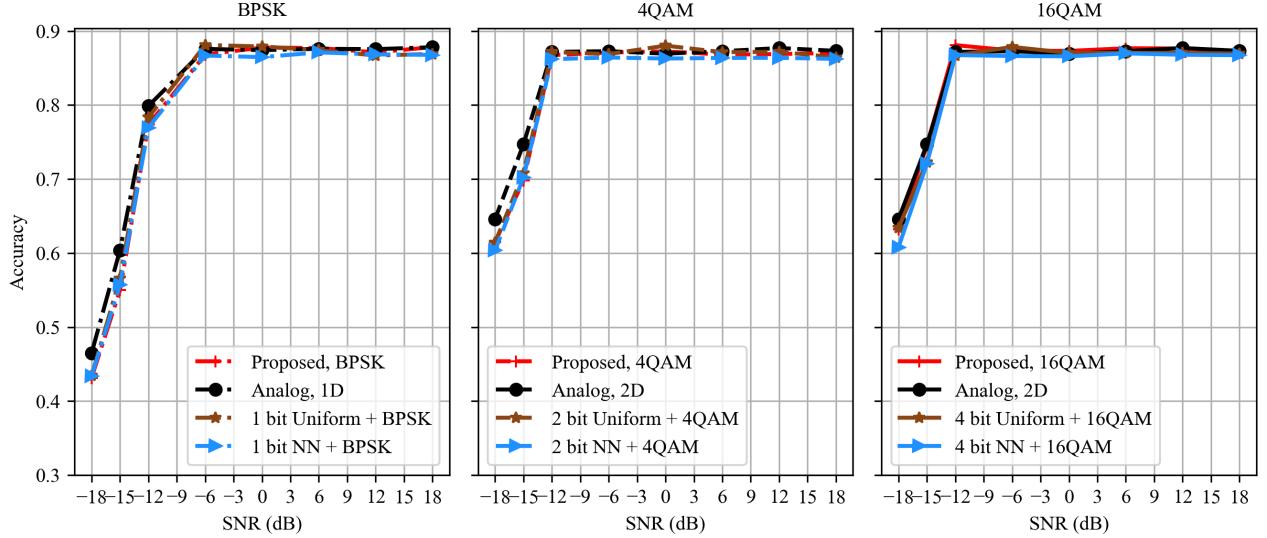 BPSK
4QAM
16QAM
Accuracy
0.9
0.8
0.7
0.6
0.5
0.4
0.3
Proposed, BPSK
Analog, 1D
1 bit Uniform + BPSK
1 bit NN + BPSK
Proposed, 4QAM
Analog, 2D
2 bit Uniform + 4QAM
2 bit NN + 4QAM
Proposed, 16QAM
Analog, 2D
4 bit Uniform + 16QAM
4 bit NN + 16QAM
−18 −15 −12 −9 −6 −3 0 3 6 9 12 15 18
−18 −15 −12 −9 −6 −3 0 3 6 9 12 15 18
−18 −15 −12 −9 −6 −3 0 3 6 9 12 15 18
SNR (dB)
SNR (dB)
SNR (dB)